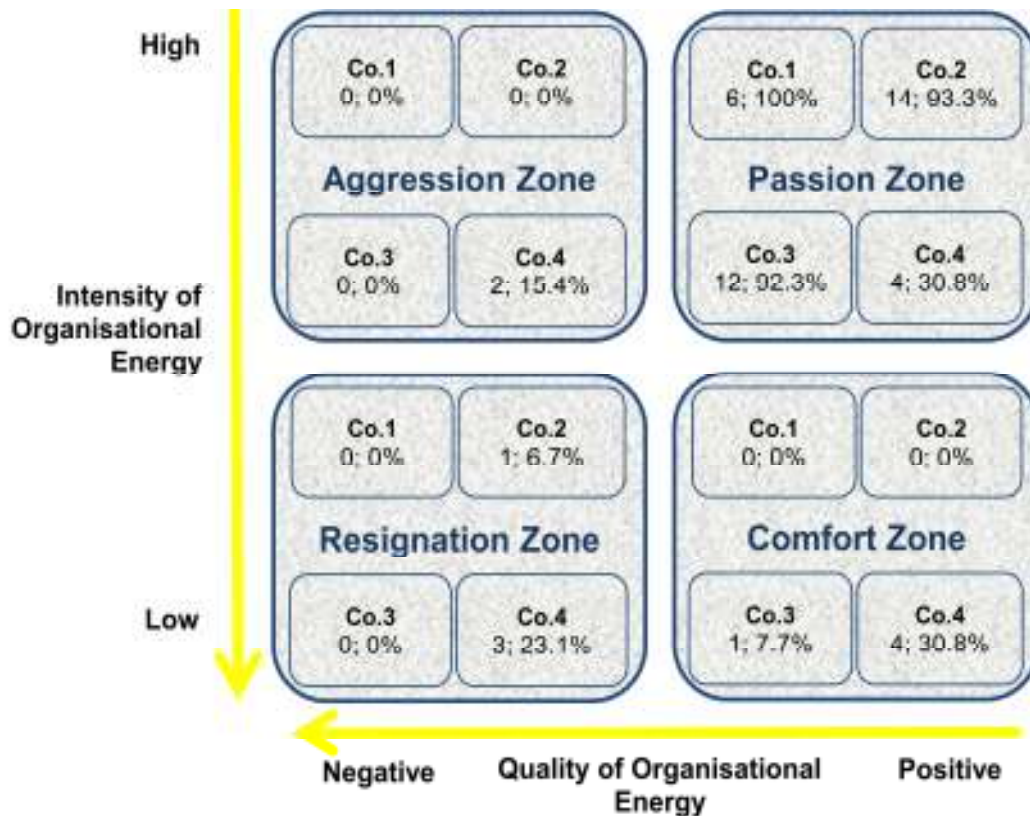 High
Co.1
0; 0%
Co.2
0; 0%
Aggression Zone
Co.3
0; 0%
Co.4
2; 15.4%
Co.1
6; 100%
Co.2
14; 93.3%
Passion Zone
Co.3
12; 92.3%
Co.4
4; 30.8%
Intensity of
Organisational
Energy
Co.1
0; 0%
Co.2
1; 6.7%
Resignation Zone
Co.3
0; 0%
Co.4
3; 23.1%
Co.1
0; 0%
Co.2
0; 0%
Comfort Zone
Co.3
1; 7.7%
Co.4
4; 30.8%
Low
Negative
Quality of Organisational
Energy
Positive